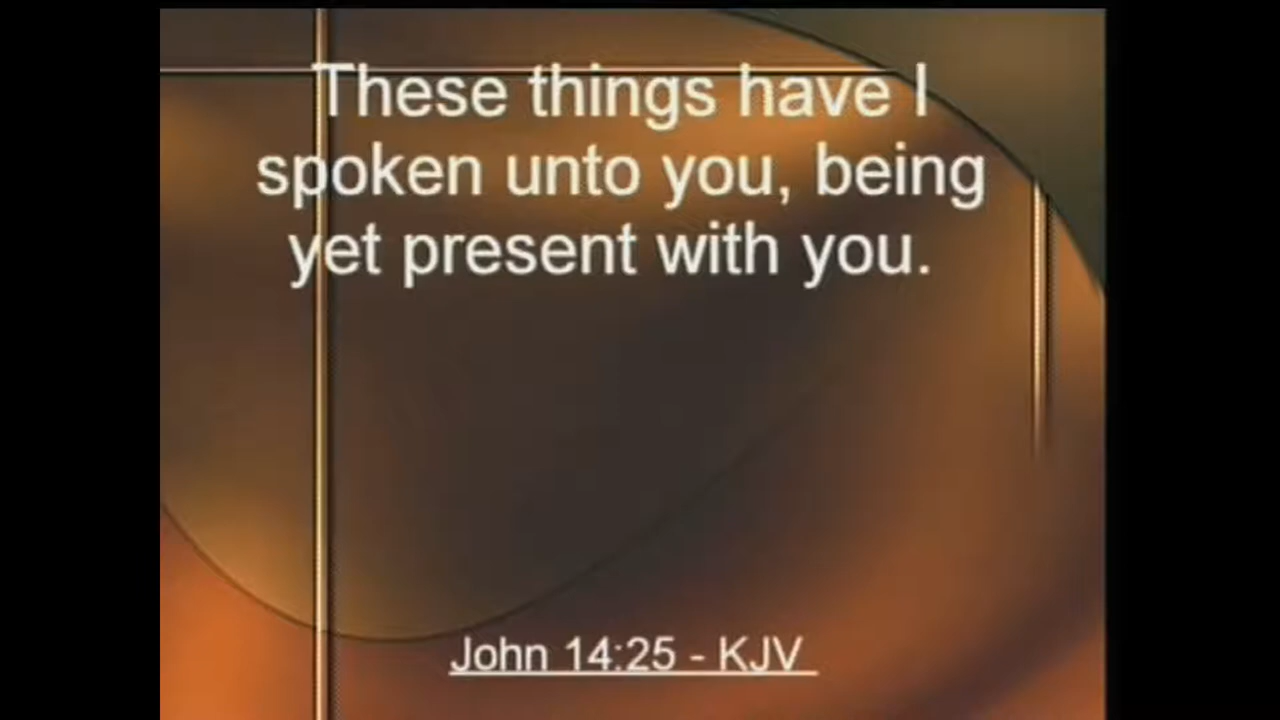 These things have I
spoken unto you, being
yet present with you.
John 14:25 - KJV